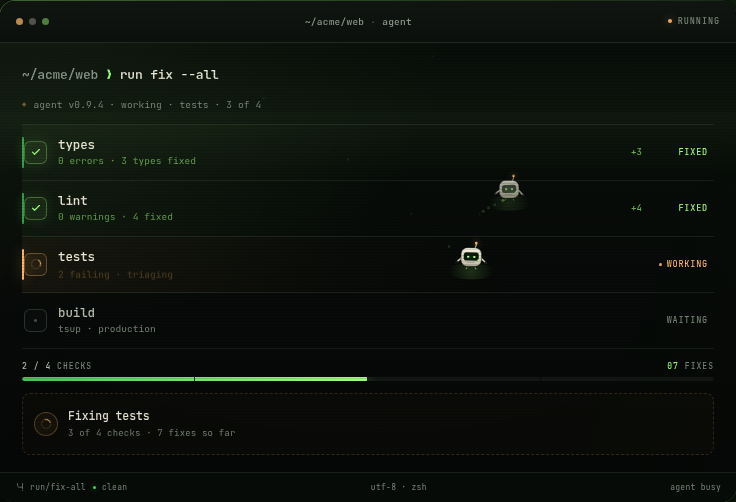 ~/acme/web · agent
RUNNING
~/acme/web ❯ run fix --all
agent v0.9.4 · working · tests · 3 of 4
types
0 errors · 3 types fixed
+3 FIXED
lint
0 warnings · 4 fixed
+4 FIXED
tests
2 failing · triaging
WORKING
build
tsup · production
WAITING
2 / 4 CHECKS
07 FIXES
Fixing tests
3 of 4 checks · 7 fixes so far
run/fix-all • clean
utf-8 · zsh
agent busy